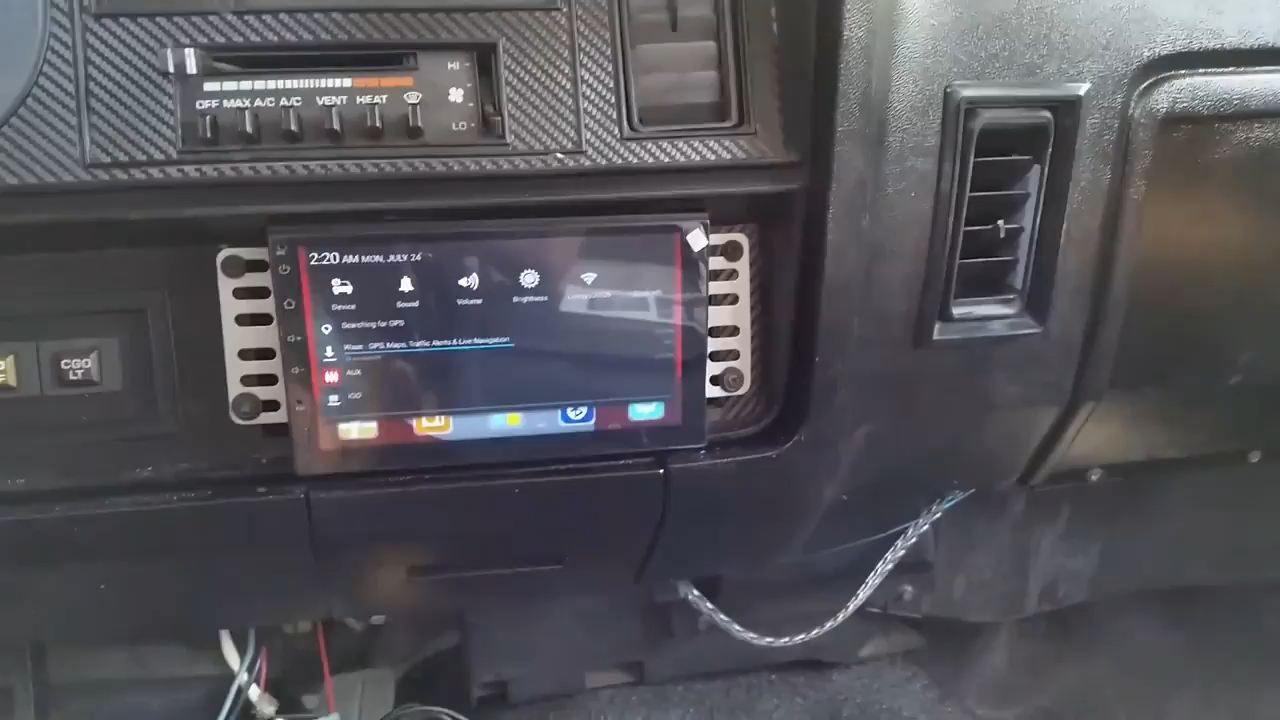 HI
OFF MAX A/C A/C VENT HEAT
LO
2:20 AM MON, JULY 24
Device Sound Volume Brightness
Searching for GPS
Waze - GPS, Maps, Traffic Alerts & Live Navigation
AUX
CGO
LT